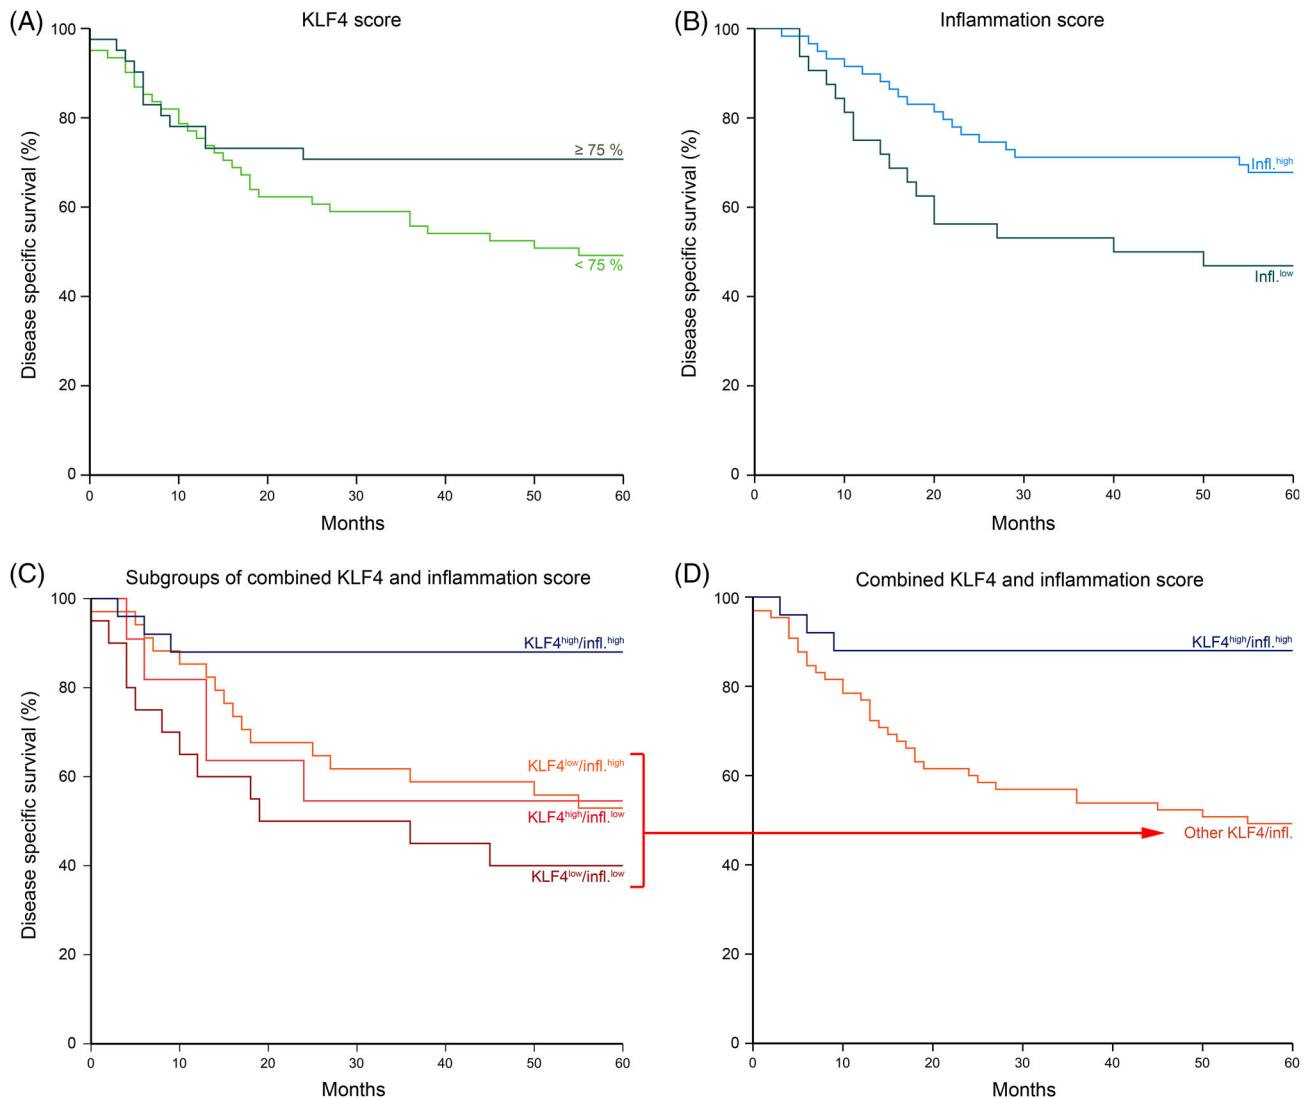 (A)
KLF4 score
Disease specific survival (%)
100
80
60
40
20
0
≥ 75 %
< 75 %
0 10 20 30 40 50 60
Months
(B)
Inflammation score
Disease specific survival (%)
100
80
60
40
20
0
Infl.high
Infl.low
0 10 20 30 40 50 60
Months
(C)
Subgroups of combined KLF4 and inflammation score
Disease specific survival (%)
100
80
60
40
20
0
KLF4high/infl.high
KLF4low/infl.high
KLF4high/infl.low
KLF4low/infl.low
0 10 20 30 40 50 60
Months
(D)
Combined KLF4 and inflammation score
100
80
60
40
20
0
KLF4high/infl.high
Other KLF4/infl.
0 10 20 30 40 50 60
Months